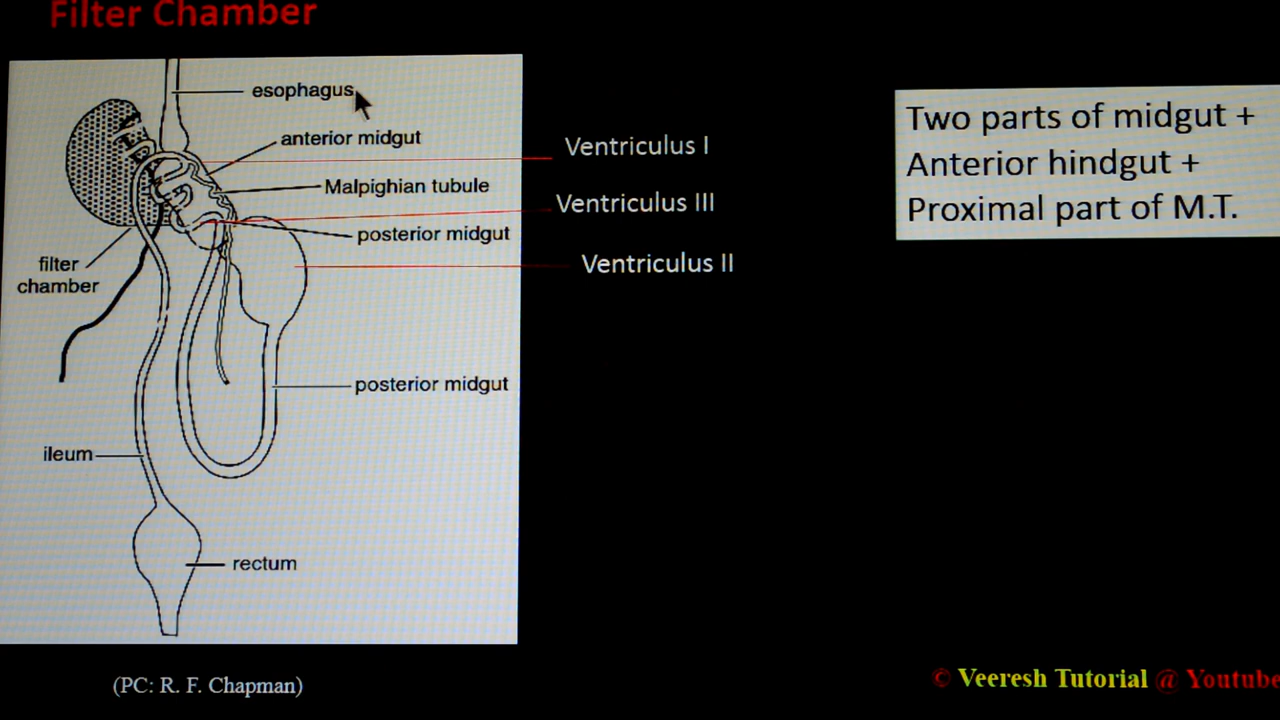 Filter Chamber
esophagus
anterior midgut
Malpighian tubule
posterior midgut
filter
chamber
posterior midgut
ileum
rectum
Ventriculus I
Ventriculus III
Ventriculus II
Two parts of midgut +
Anterior hindgut +
Proximal part of M.T.
(PC: R. F. Chapman)
© Veeresh Tutorial @ Youtube